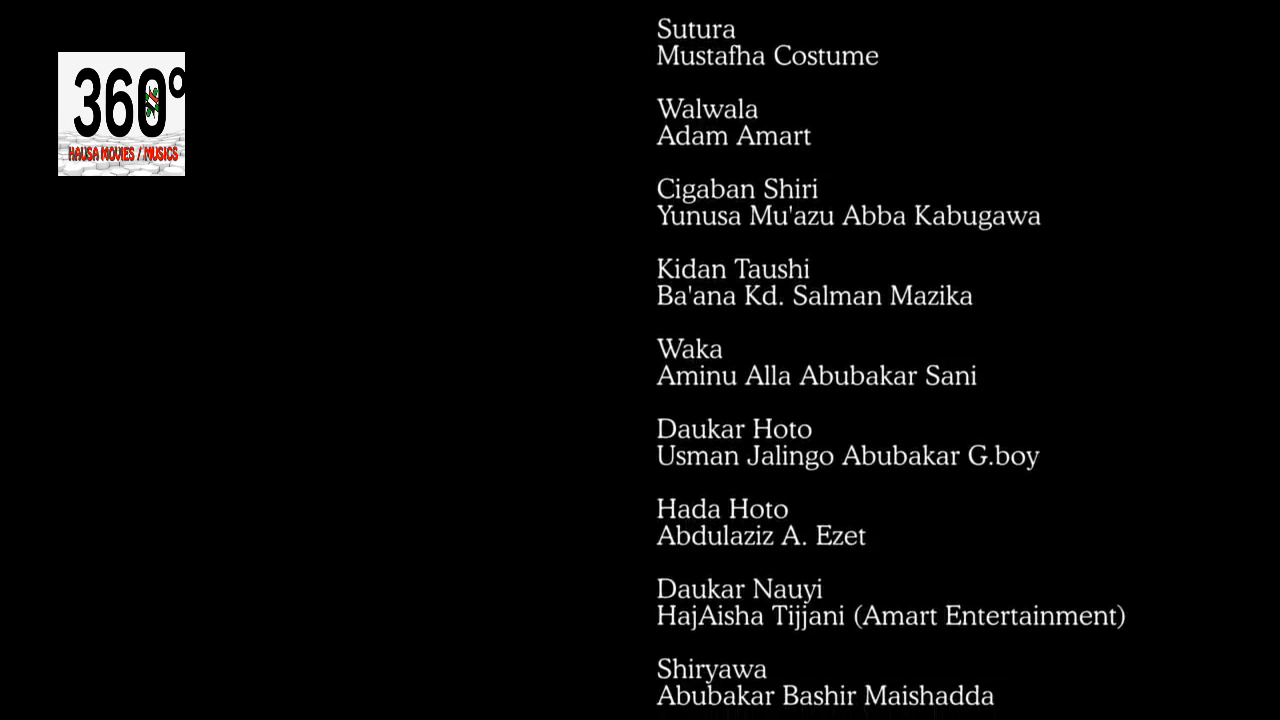 360°
HAUSA MOVIES / MUSICS
Sutura
Mustafha Costume
Walwala
Adam Amart
Cigaban Shiri
Yunusa Mu'azu Abba Kabugawa
Kidan Taushi
Ba'ana Kd. Salman Mazika
Waka
Aminu Alla Abubakar Sani
Daukar Hoto
Usman Jalingo Abubakar G.boy
Hada Hoto
Abdulaziz A. Ezet
Daukar Nauyi
HajAisha Tijjani (Amart Entertainment)
Shiryawa
Abubakar Bashir Maishadda